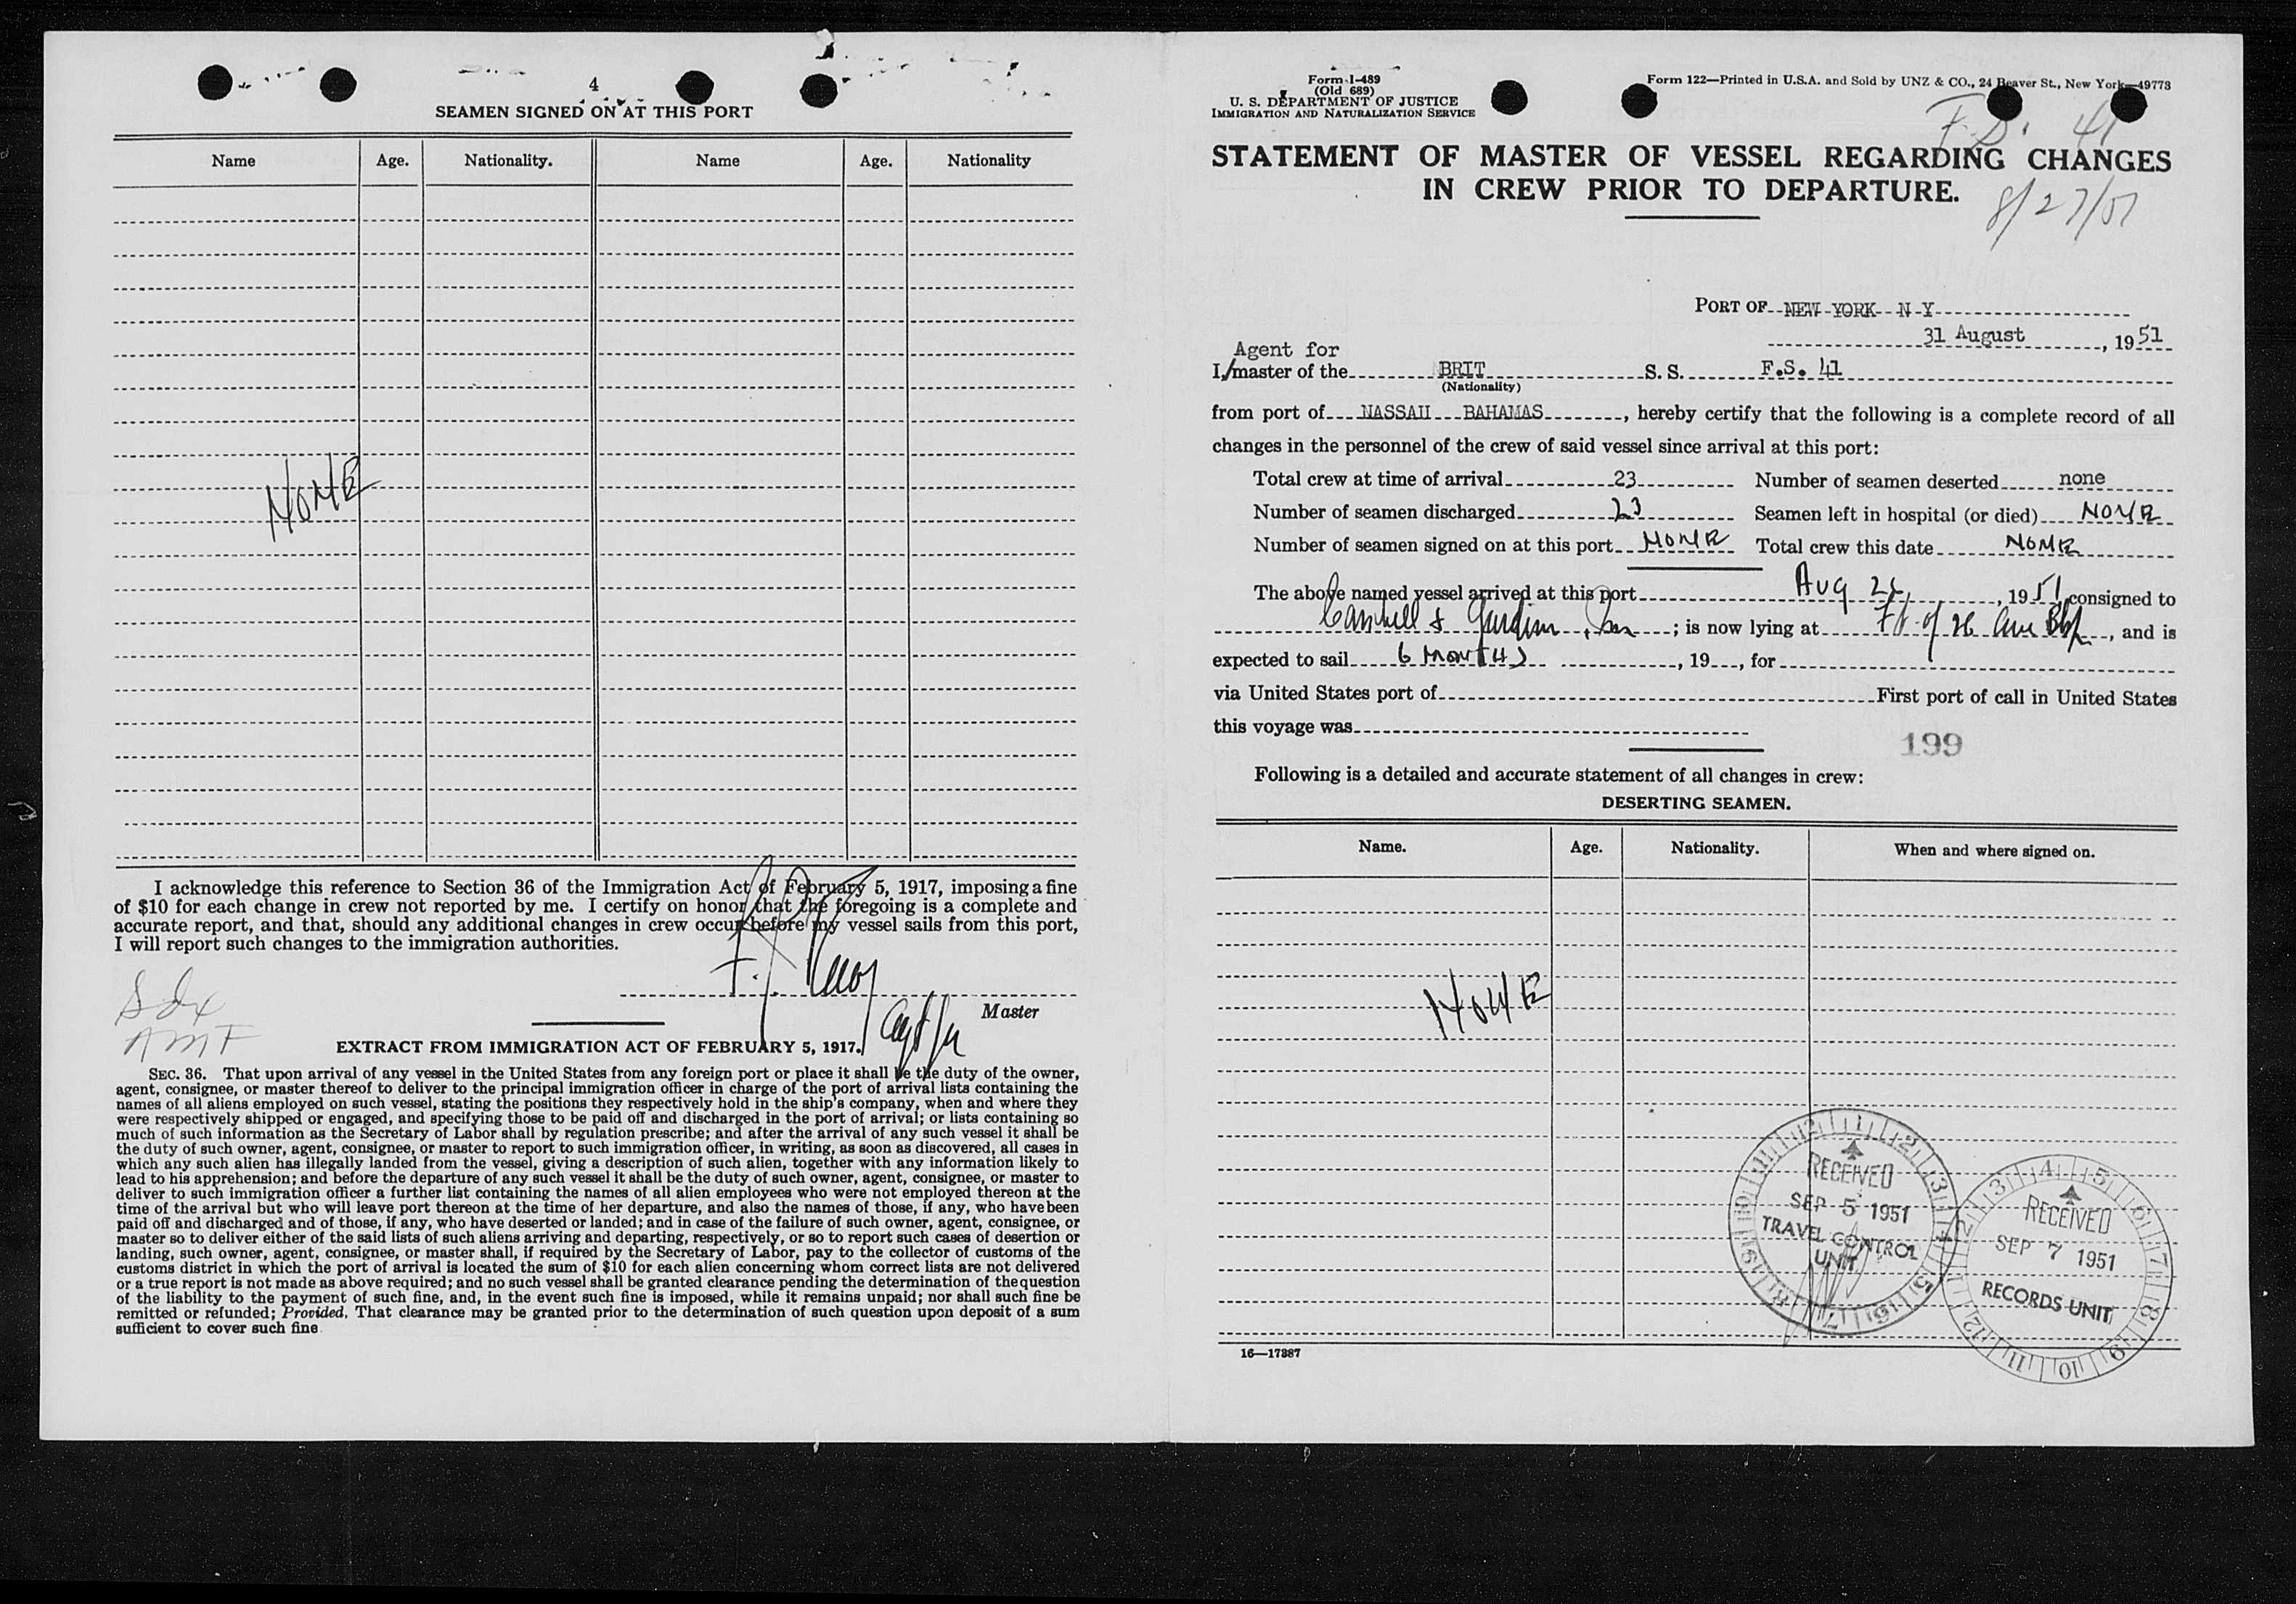 4
SEAMEN SIGNED ON AT THIS PORT
Name Age. Nationality. Name Age. Nationality
NONE
I acknowledge this reference to Section 36 of the Immigration Act of February 5, 1917, imposing a fine
of $10 for each change in crew not reported by me. I certify on honor that the foregoing is a complete and
accurate report, and that, should any additional changes in crew occur before my vessel sails from this port,
I will report such changes to the immigration authorities.
Master
AMF
EXTRACT FROM IMMIGRATION ACT OF FEBRUARY 5, 1917.
SEC. 36. That upon arrival of any vessel in the United States from any foreign port or place it shall be the duty of the owner,
agent, consignee, or master thereof to deliver to the principal immigration officer in charge of the port of arrival lists containing the
names of all aliens employed on such vessel, stating the positions they respectively hold in the ship's company, when and where they
were respectively shipped or engaged, and specifying those to be paid off and discharged in the port of arrival; or lists containing so
much of such information as the Secretary of Labor shall by regulation prescribe; and after the arrival of any such vessel it shall be
the duty of such owner, agent, consignee, or master to report to such immigration officer, in writing, as soon as discovered, all cases in
which any such alien has illegally landed from the vessel, giving a description of such alien, together with any information likely to
lead to his apprehension; and before the departure of any such vessel it shall be the duty of such owner, agent, consignee, or master to
deliver to such immigration officer a further list containing the names of all alien employees who were not employed thereon at the
time of the arrival but who will leave port thereon at the time of her departure, and also the names of those, if any, who have been
paid off and discharged and of those, if any, who have deserted or landed; and in case of the failure of such owner, agent, consignee, or
master so to deliver either of the said lists of such aliens arriving and departing, respectively, or so to report such cases of desertion or
landing, such owner, agent, consignee, or master shall, if required by the Secretary of Labor, pay to the collector of customs of the
customs district in which the port of arrival is located the sum of $10 for each alien concerning whom correct lists are not delivered
or a true report is not made as above required; and no such vessel shall be granted clearance pending the determination of the question
of the liability to the payment of such fine, and, in the event such fine is imposed, while it remains unpaid; nor shall such fine be
remitted or refunded; Provided, That clearance may be granted prior to the determination of such question upon deposit of a sum
sufficient to cover such fine
Form I-489
(Old 689)
U. S. DEPARTMENT OF JUSTICE
IMMIGRATION AND NATURALIZATION SERVICE
Form 122—Printed in U.S.A. and Sold by UNZ & CO., 24 Beaver St., New York—49773
F.S. 41
STATEMENT OF MASTER OF VESSEL REGARDING CHANGES
IN CREW PRIOR TO DEPARTURE.
8/27/51
PORT OF NEW YORK N Y
31 August, 1951
Agent for
I,/master of the BRIT S. S. F.S. 41
(Nationality)
from port of NASSAU BAHAMAS, hereby certify that the following is a complete record of all
changes in the personnel of the crew of said vessel since arrival at this port:
Total crew at time of arrival 23 Number of seamen deserted none
Number of seamen discharged 23 Seamen left in hospital (or died) NONE
Number of seamen signed on at this port NONE Total crew this date NONE
The above named vessel arrived at this port Aug, 1951, consigned to
; is now lying at Ft. of 26 Ave Bkl, and is
expected to sail 6 MONTHS, 19, for
via United States port of First port of call in United States
this voyage was
199
Following is a detailed and accurate statement of all changes in crew:
DESERTING SEAMEN.
Name. Age. Nationality. When and where signed on.
NONE
RECEIVED
SEP 5 1951
TRAVEL CONTROL
UNIT
RECEIVED
SEP 7 1951
RECORDS UNIT
16—17387